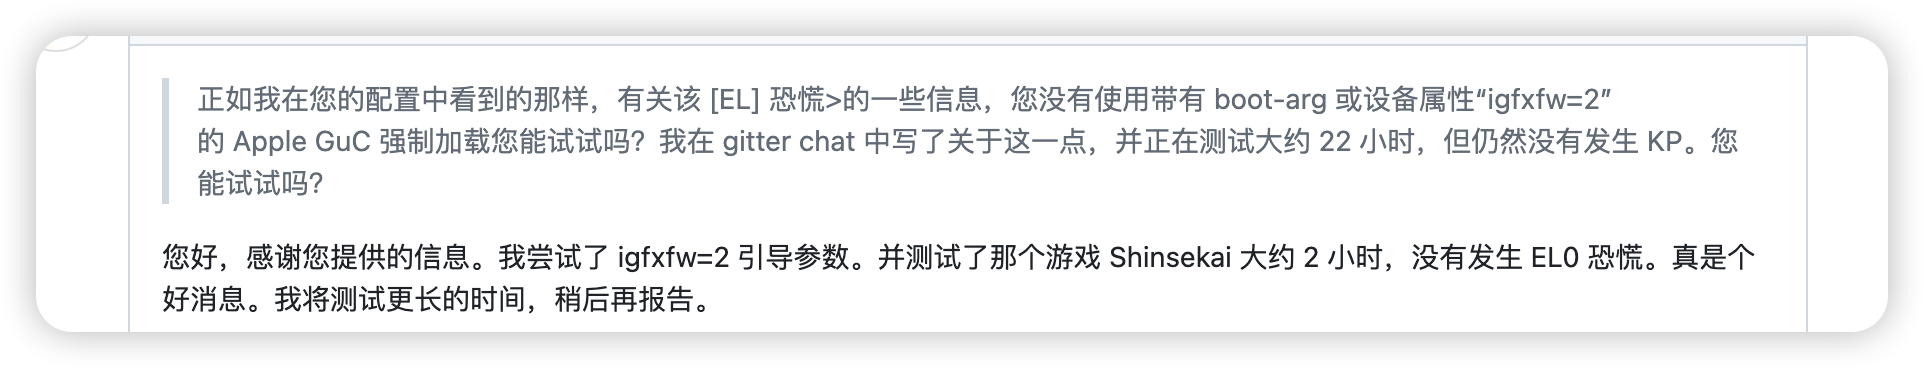 正如我在您的配置中看到的那样，有关该 [EL] 恐慌>的一些信息，您没有使用带有 boot-arg 或设备属性“igfxfw=2”
的 Apple GuC 强制加载您能试试吗？我在 gitter chat 中写了关于这一点，并正在测试大约 22 小时，但仍然没有发生 KP。您
能试试吗？
您好，感谢您提供的信息。我尝试了 igfxfw=2 引导参数。并测试了那个游戏 Shinsekai 大约 2 小时，没有发生 EL0 恐慌。真是个
好消息。我将测试更长的时间，稍后再报告。